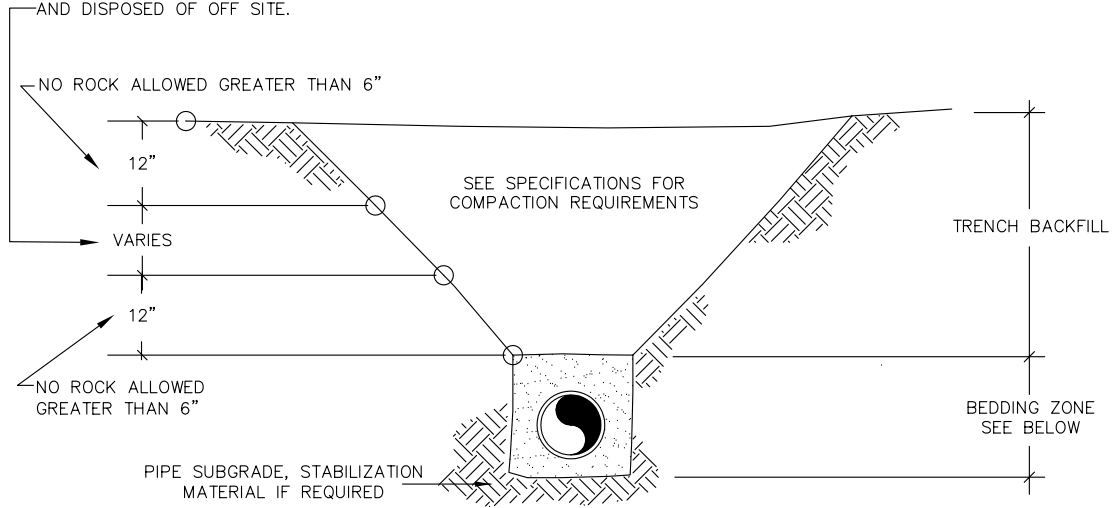 AND DISPOSED OF OFF SITE.
NO ROCK ALLOWED GREATER THAN 6”
12”
SEE SPECIFICATIONS FOR
COMPACTION REQUIREMENTS
VARIES
TRENCH BACKFILL
12”
NO ROCK ALLOWED
GREATER THAN 6”
BEDDING ZONE
SEE BELOW
PIPE SUBGRADE, STABILIZATION
MATERIAL IF REQUIRED